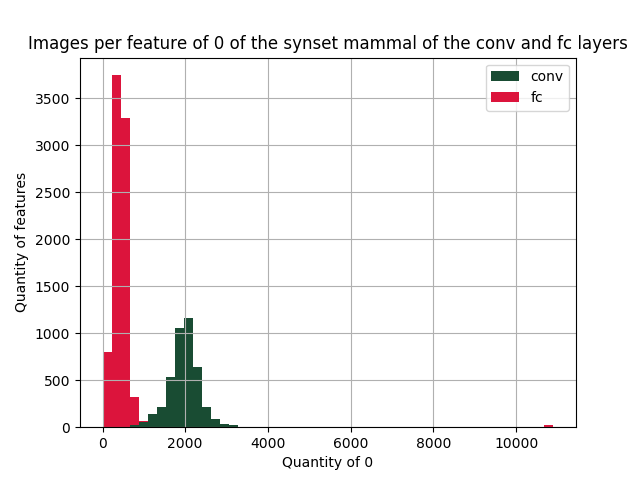 Images per feature of 0 of the synset mammal of the conv and fc layers
conv
fc
Quantity of features
3500
3000
2500
2000
1500
1000
500
0
0
2000
4000
6000
8000
10000
Quantity of 0